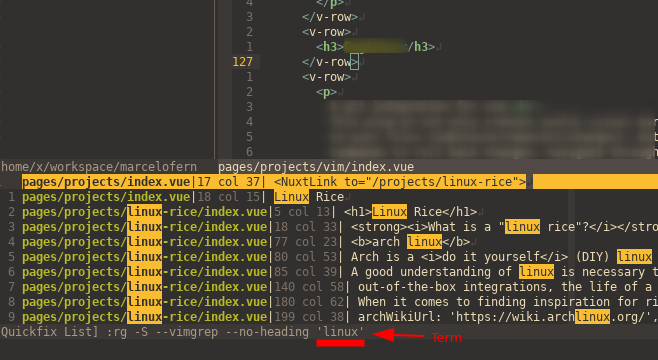 4 </p>↲
3 </v-row>↲
2 <v-row>↲
1 <h3> /h3>↲
127 </v-row>↲
1 <v-row>↲
2 <p>↲
3
4
5
6
home/x/workspace/marcelofern pages/projects/vim/index.vue
pages/projects/index.vue|17 col 37| <NuxtLink to="/projects/linux-rice">↲
1 pages/projects/index.vue|18 col 15| Linux Rice↲
2 pages/projects/linux-rice/index.vue|5 col 13| <h1>Linux Rice</h1>↲
3 pages/projects/linux-rice/index.vue|18 col 33| <strong><i>What is a "linux rice"?</i></stro
4 pages/projects/linux-rice/index.vue|77 col 23| <b>arch linux</b>↲
5 pages/projects/linux-rice/index.vue|80 col 53| Arch is a <i>do it yourself</i> (DIY) linux
6 pages/projects/linux-rice/index.vue|85 col 39| A good understanding of linux is necessary t
7 pages/projects/linux-rice/index.vue|140 col 58| out-of-the-box integrations, the life of a
8 pages/projects/linux-rice/index.vue|180 col 62| When it comes to finding inspiration for ri
9 pages/projects/linux-rice/index.vue|199 col 38| archWikiUrl: 'https://wiki.archlinux.org/',
[Quickfix List] :rg -S --vimgrep --no-heading 'linux'
Term